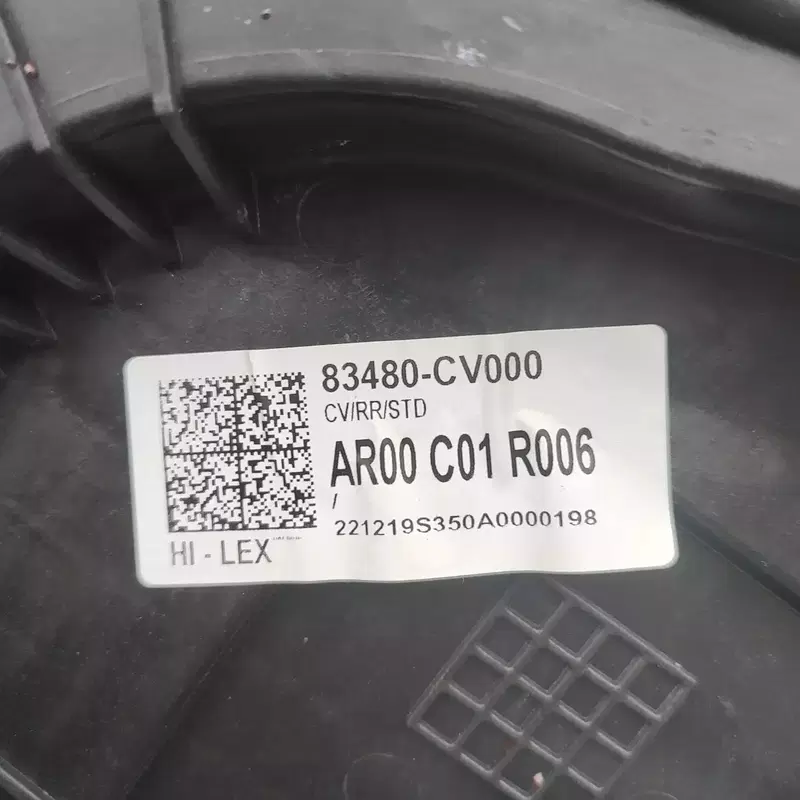 83480-CV000
CV/RR/STD
AR00 C01 R006
/
221219S350A0000198
HI - LEX